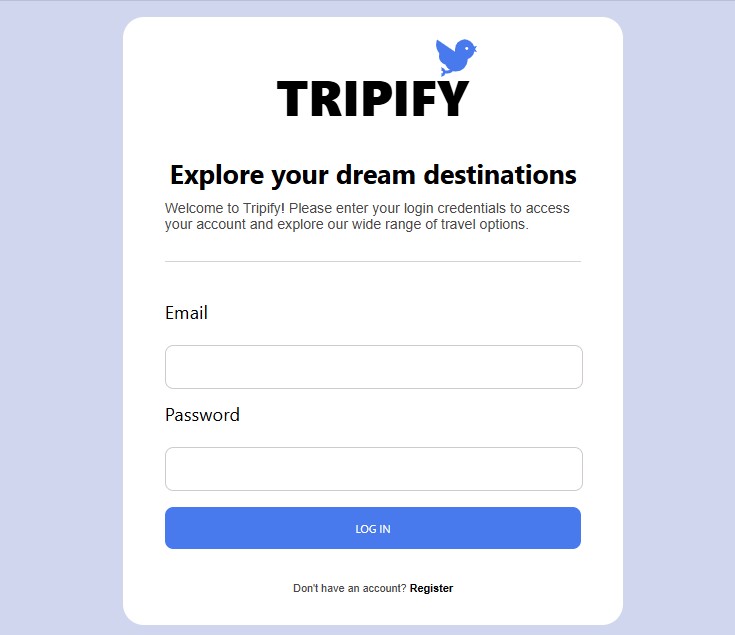 TRIPIFY
Explore your dream destinations
Welcome to Tripify! Please enter your login credentials to access
your account and explore our wide range of travel options.
Email
Password
LOG IN
Don't have an account? Register